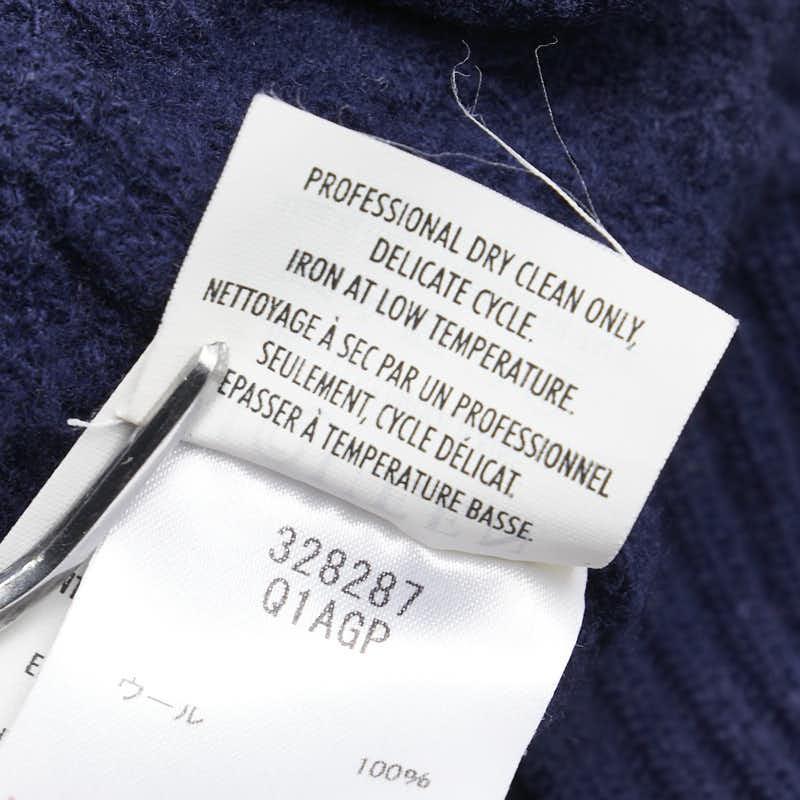 PROFESSIONAL DRY CLEAN ONLY,
DELICATE CYCLE.
IRON AT LOW TEMPERATURE.
NETTOYAGE À SEC PAR UN PROFESSIONNEL
SEULEMENT, CYCLE DÉLICAT.
EPASSER À TEMPERATURE BASSE.
328287
Q1AGP
ウール
100%